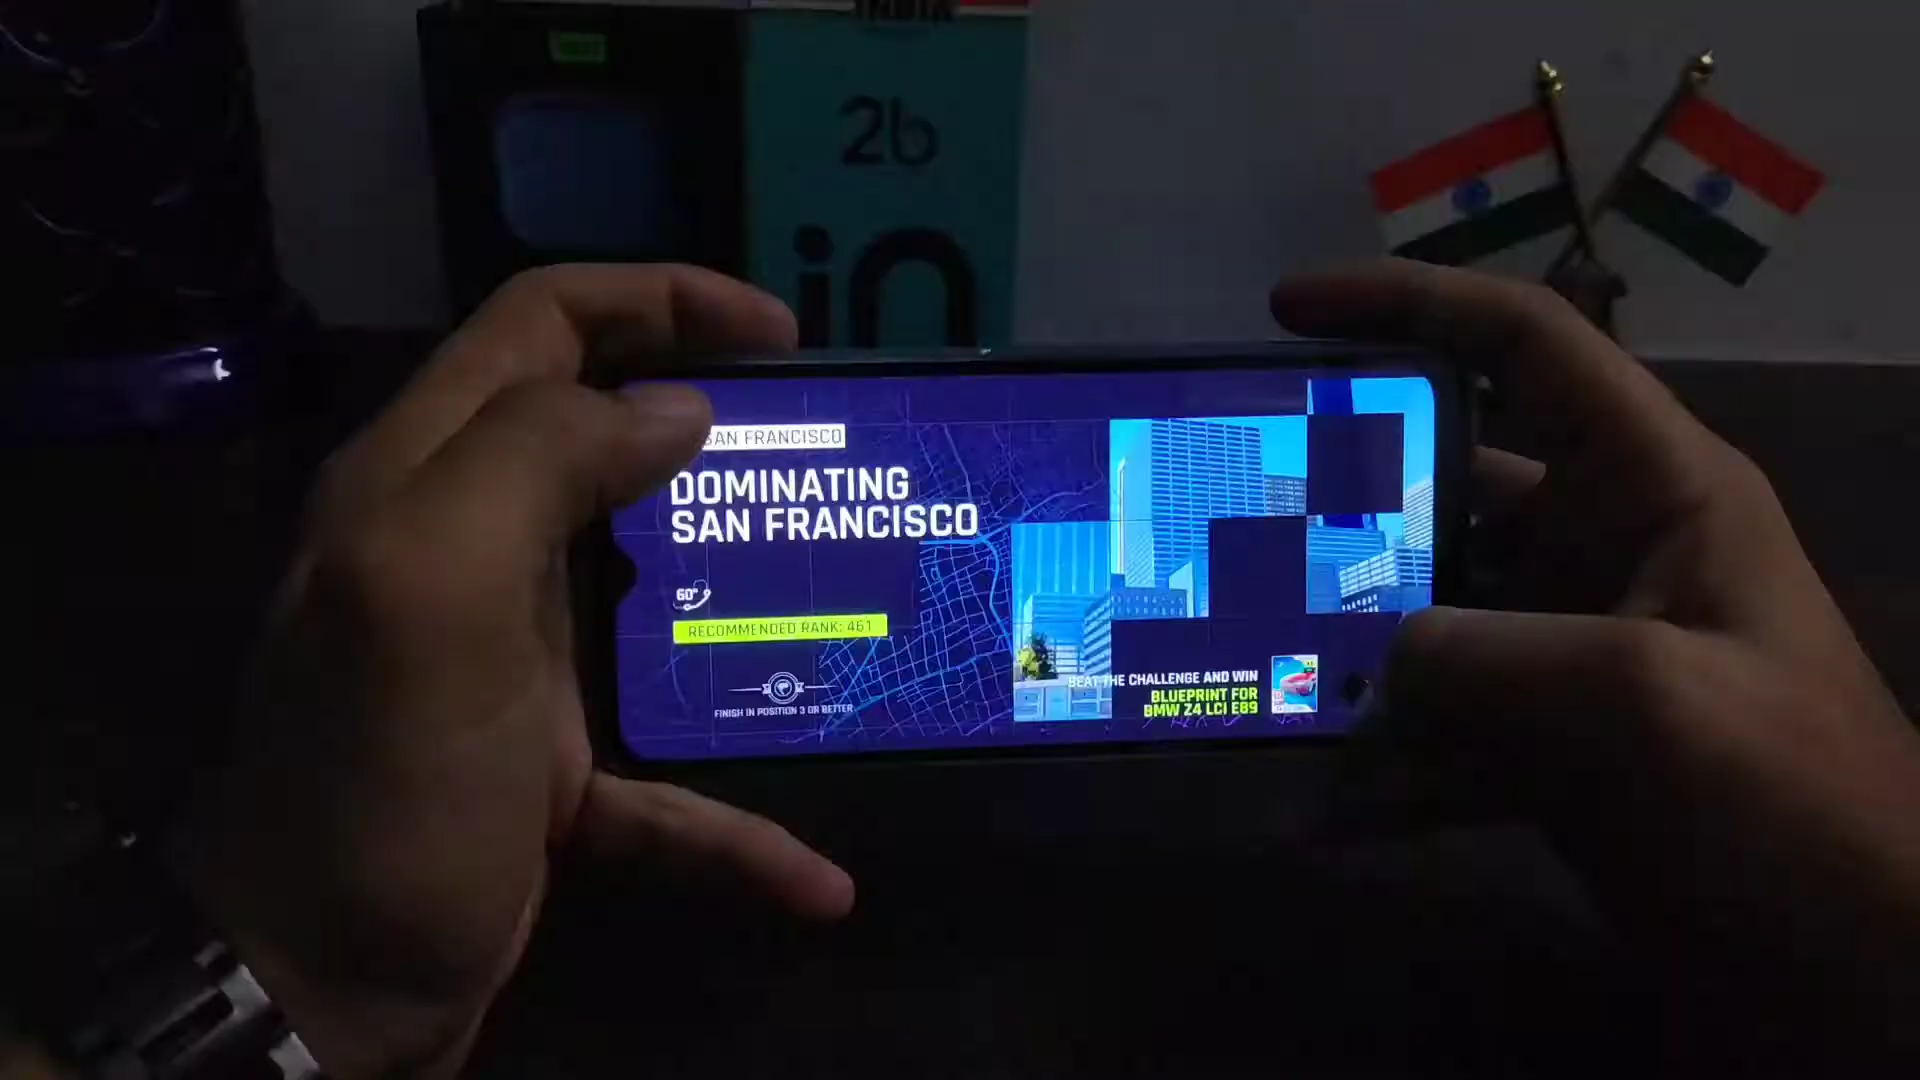 2b
in
SAN FRANCISCO
DOMINATING
SAN FRANCISCO
60°
RECOMMENDED RANK: 461
FINISH IN POSITION 3 OR BETTER
BEAT THE CHALLENGE AND WIN
BLUEPRINT FOR
BMW Z4 LCI E89